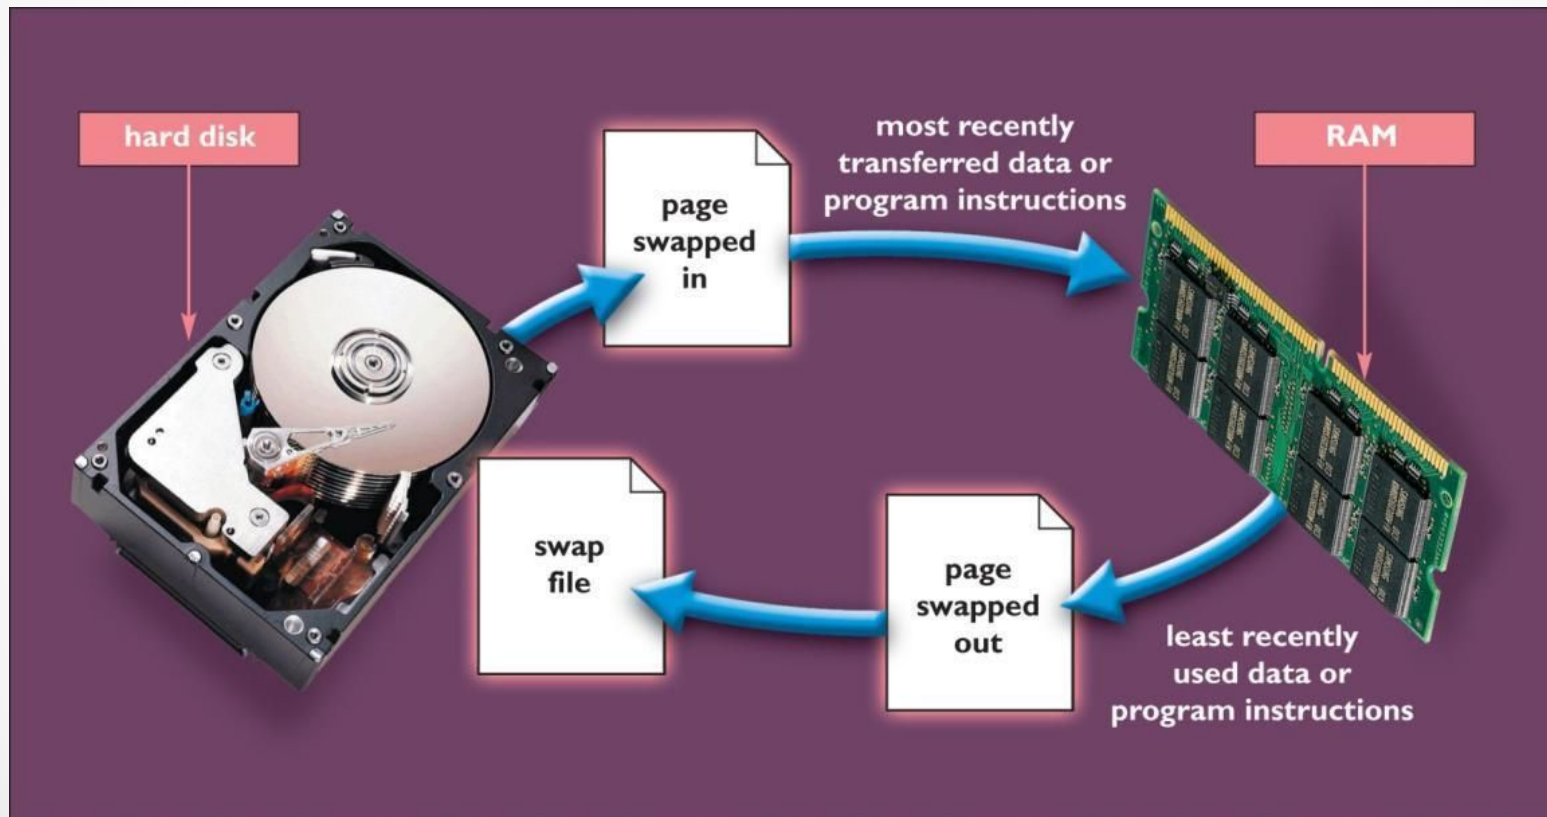 hard disk
page
swapped
in
most recently
transferred data or
program instructions
RAM
swap
file
page
swapped
out
least recently
used data or
program instructions